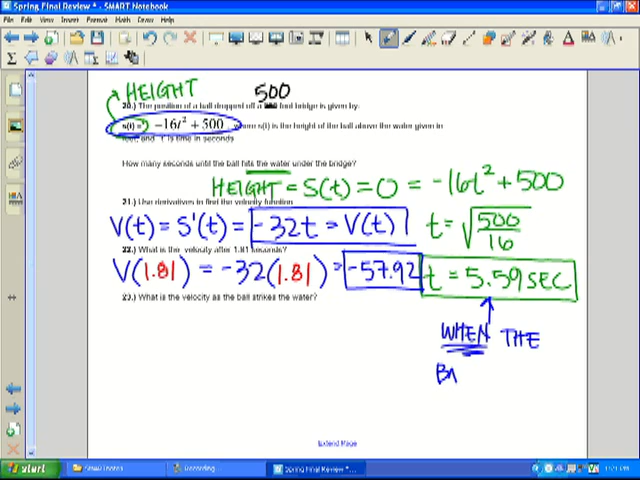 Spring Final Review * - SMART Notebook
File Edit View Insert Format
HEIGHT
500
20.) The position of a ball dropped off a foot bridge is given by:
s(t) = -16t² + 500, where s(t) is the height of the ball above the water given in
feet, and t is time in seconds
How many seconds until the ball hits the water under the bridge?
HEIGHT = S(t) = 0 = -16t² + 500
21.) Use derivatives to find the velocity function
V(t) = S'(t) = -32t = V(t)
t = √500/16
22.) What is the velocity after 1.81 seconds?
V(1.81) = -32(1.81) = -57.92
t = 5.59 SEC
23.) What is the velocity as the ball strikes the water?
WHEN THE
BA
Extend Page
start
Recording...
Spring Final Review *...